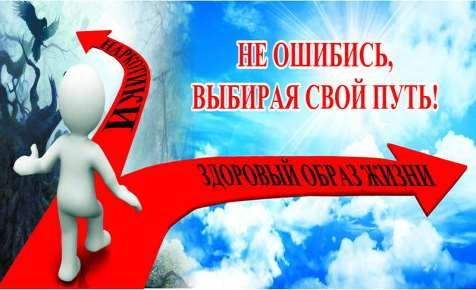 НЕ ОШИБИСЬ,
ВЫБИРАЯ СВОЙ ПУТЬ!
НАРКОТИКИ
ЗДОРОВЫЙ ОБРАЗ ЖИЗНИ